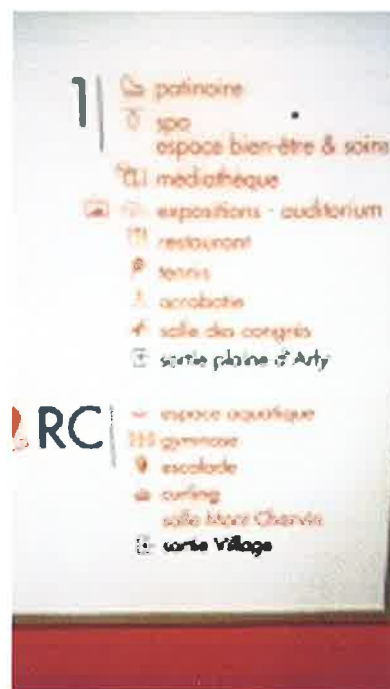 1
patinoire
spa
espace bien-être & soins
médiathèque
expositions - auditorium
restaurant
tennis
acrobatie
salle des congrès
sortie plaine d'Arly
RC
espace aquatique
gymnase
escalade
curling
salle Mont Charvin
sortie Village